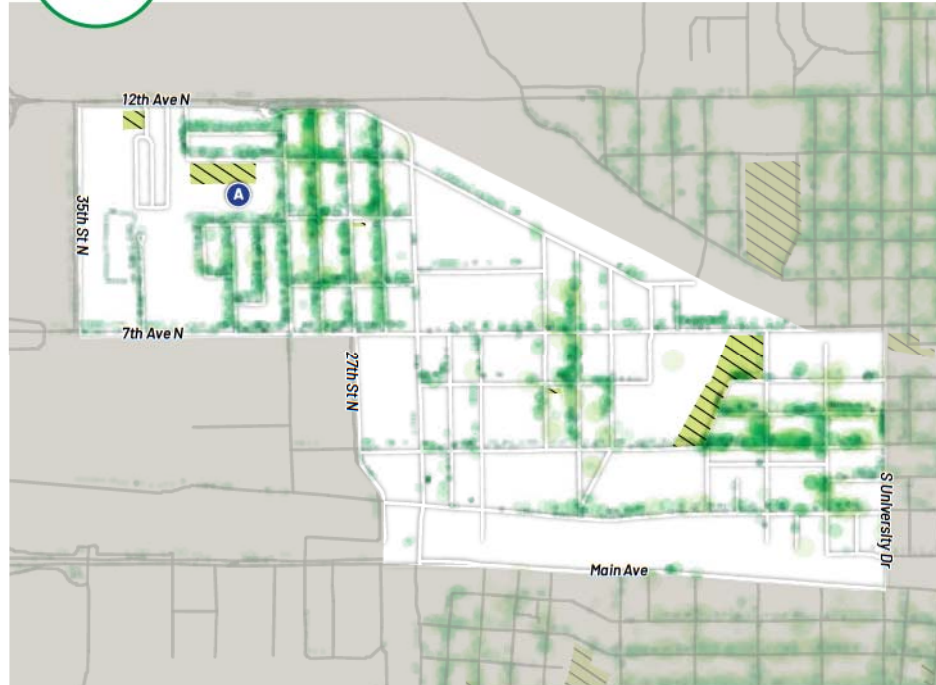 12th Ave N
A
35th St N
7th Ave N
27th St N
S University Dr
Main Ave